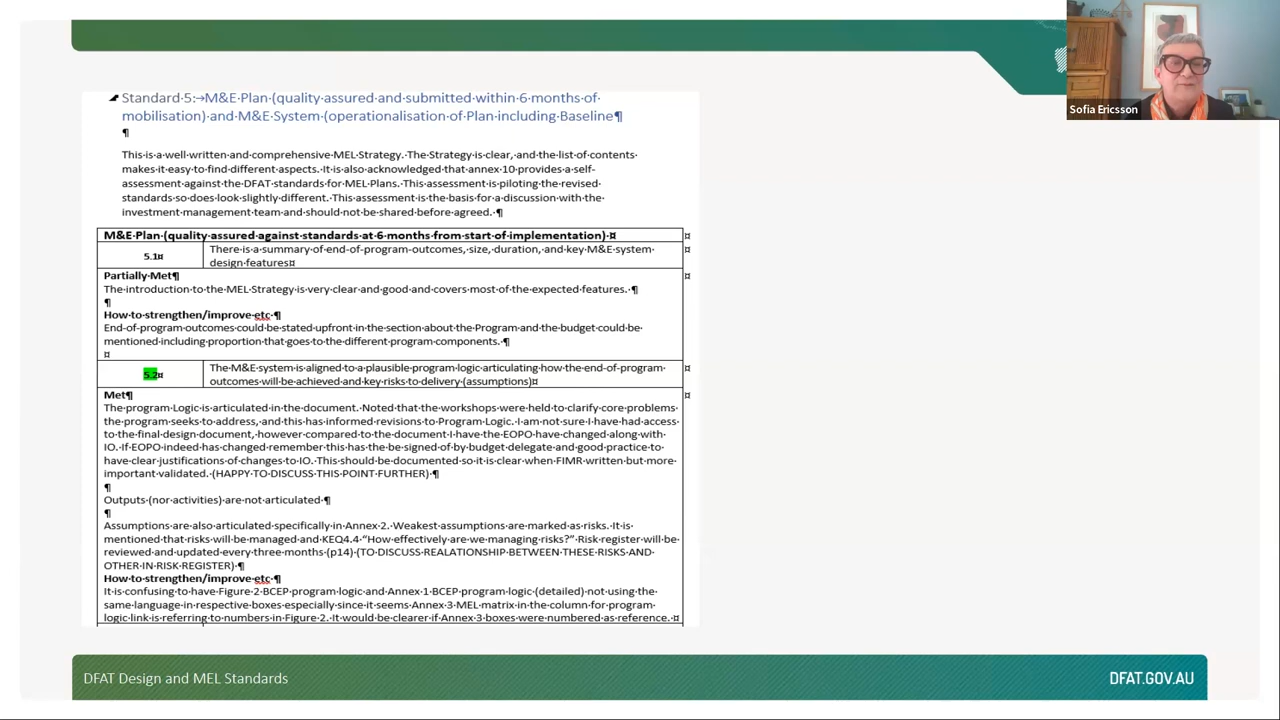 Sofia Ericsson
Standard·5:→M&E·Plan·(quality·assured·and·submitted·within·6·months·of·
mobilisation)·and·M&E·System·(operationalisation·of·Plan·including·Baseline¶
¶
This·is·a·well·written·and·comprehensive·MEL·Strategy.·The·Strategy·is·clear,·and·the·list·of·contents·
makes·it·easy·to·find·different·aspects.·It·is·also·acknowledged·that·annex·10·provides·a·self-
assessment·against·the·DFAT·standards·for·MEL·Plans.·This·assessment·is·piloting·the·revised·
standards·so·does·look·slightly·different.·This·assessment·is·the·basis·for·a·discussion·with·the·
investment·management·team·and·should·not·be·shared·before·agreed.·¶
M&E·Plan·(quality·assured·against·standards·at·6·months·from·start·of·implementation)·¤
5.1¤
There·is·a·summary·of·end-of-program·outcomes,·size,·duration,·and·key·M&E·system·
design·features¤
Partially·Met¶
The·introduction·to·the·MEL·Strategy·is·very·clear·and·good·and·covers·most·of·the·expected·features.·¶
¶
How·to·strengthen/improve·etc·¶
End-of-program·outcomes·could·be·stated·upfront·in·the·section·about·the·Program·and·the·budget·could·be·
mentioned·including·proportion·that·goes·to·the·different·program·components.·¶
¤
5.2¤
The·M&E·system·is·aligned·to·a·plausible·program·logic·articulating·how·the·end-of-program·
outcomes·will·be·achieved·and·key·risks·to·delivery·(assumptions)¤
Met¶
The·program·Logic·is·articulated·in·the·document.·Noted·that·the·workshops·were·held·to·clarify·core·problems·
the·program·seeks·to·address,·and·this·has·informed·revisions·to·Program·Logic.·I·am·not·sure·I·have·had·access·
to·the·final·design·document,·however·compared·to·the·document·I·have·the·EOPO·have·changed·along·with·
IO.·If·EOPO·indeed·has·changed·remember·this·has·the·be·signed·of·by·budget·delegate·and·good·practice·to·
have·clear·justifications·of·changes·to·IO.·This·should·be·documented·so·it·is·clear·when·FIMR·written·but·more·
important·validated.·(HAPPY·TO·DISCUSS·THIS·POINT·FURTHER)·¶
¶
Outputs·(nor·activities)·are·not·articulated·¶
¶
Assumptions·are·also·articulated·specifically·in·Annex·2.·Weakest·assumptions·are·marked·as·risks.·It·is·
mentioned·that·risks·will·be·managed·and·KEQ4.4·“How·effectively·are·we·managing·risks?”·Risk·register·will·be·
reviewed·and·updated·every·three·months·(p14)·(TO·DISCUSS·REALATIONSHIP·BETWEEN·THESE·RISKS·AND·
OTHER·IN·RISK·REGISTER)·¶
How·to·strengthen/improve·etc·¶
It·is·confusing·to·have·Figure·2·BCEP·program·logic·and·Annex·1·BCEP·program·logic·(detailed)·not·using·the·
same·language·in·respective·boxes·especially·since·it·seems·Annex·3·MEL·matrix·in·the·column·for·program·
logic·link·is·referring·to·numbers·in·Figure·2.·It·would·be·clearer·if·Annex·3·boxes·were·numbered·as·reference.·¤
DFAT Design and MEL Standards
DFAT.GOV.AU